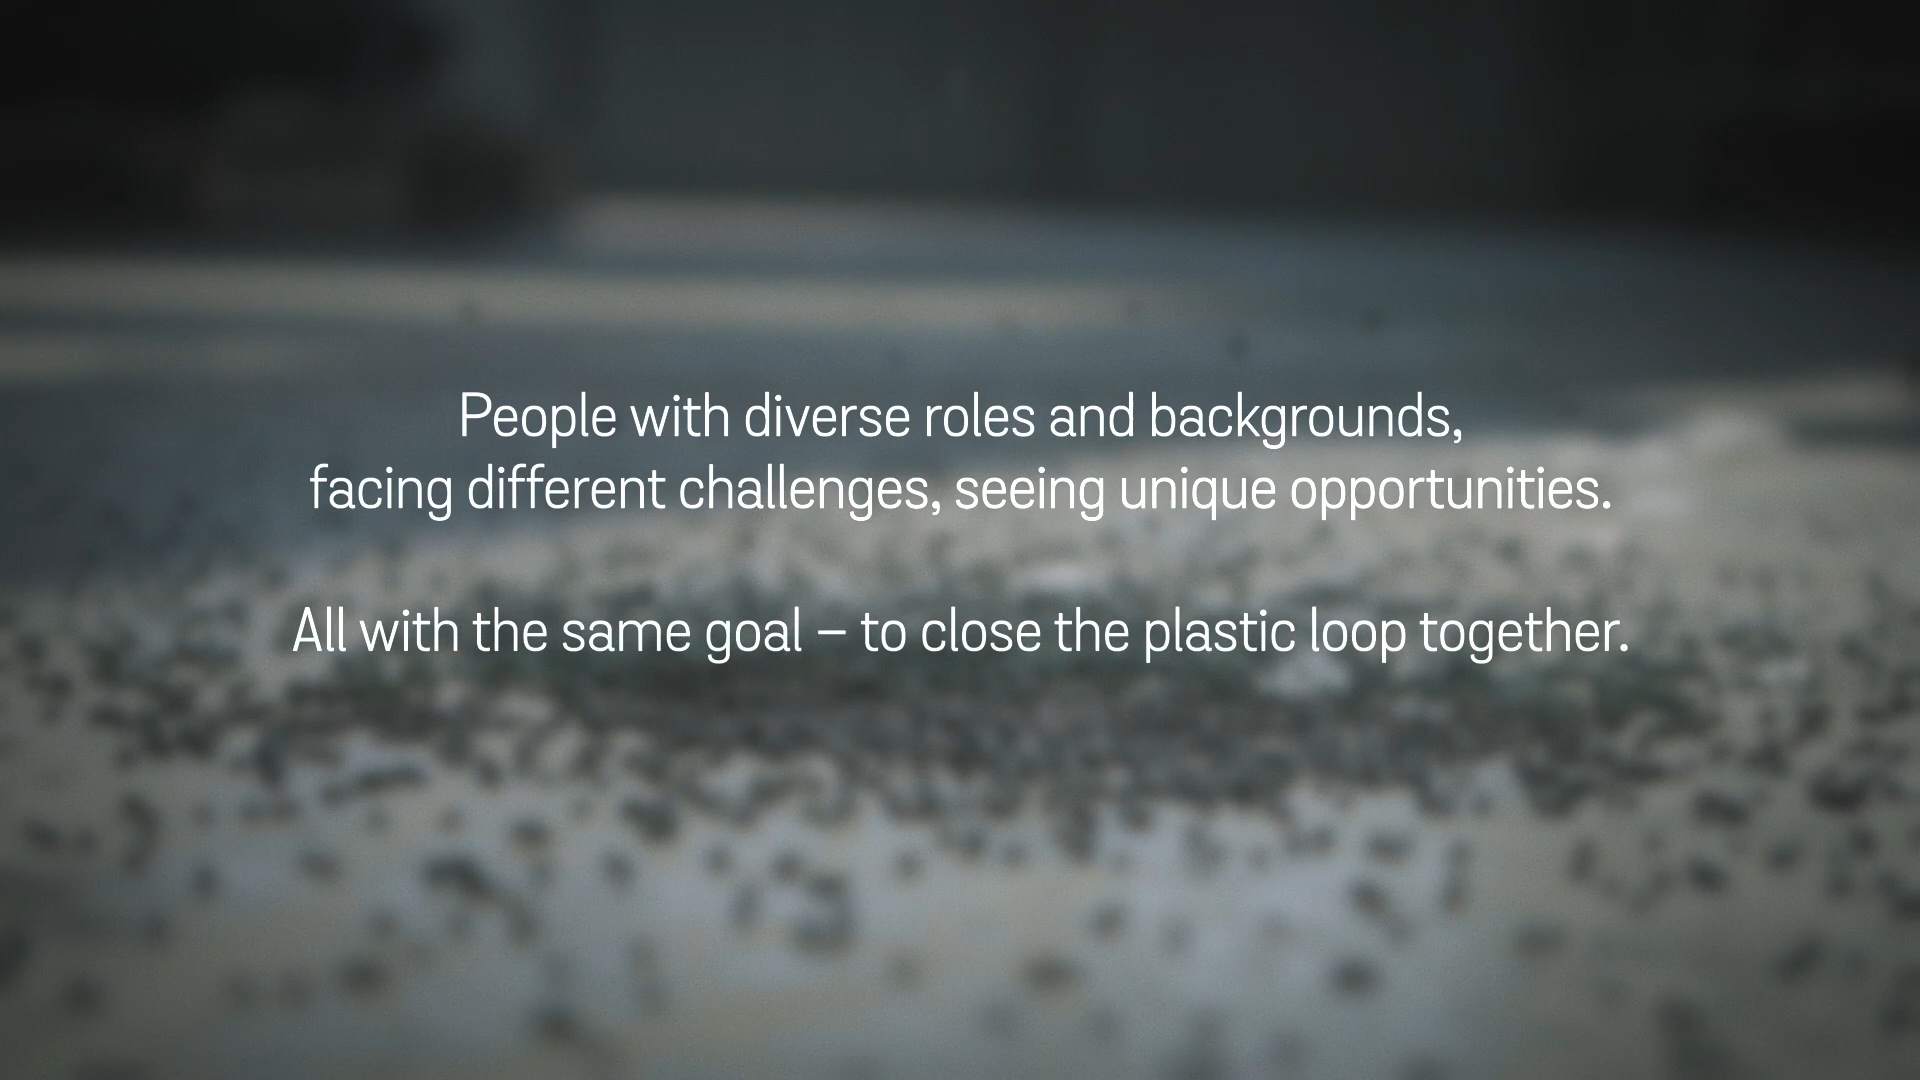 People with diverse roles and backgrounds,
facing different challenges, seeing unique opportunities.
All with the same goal – to close the plastic loop together.